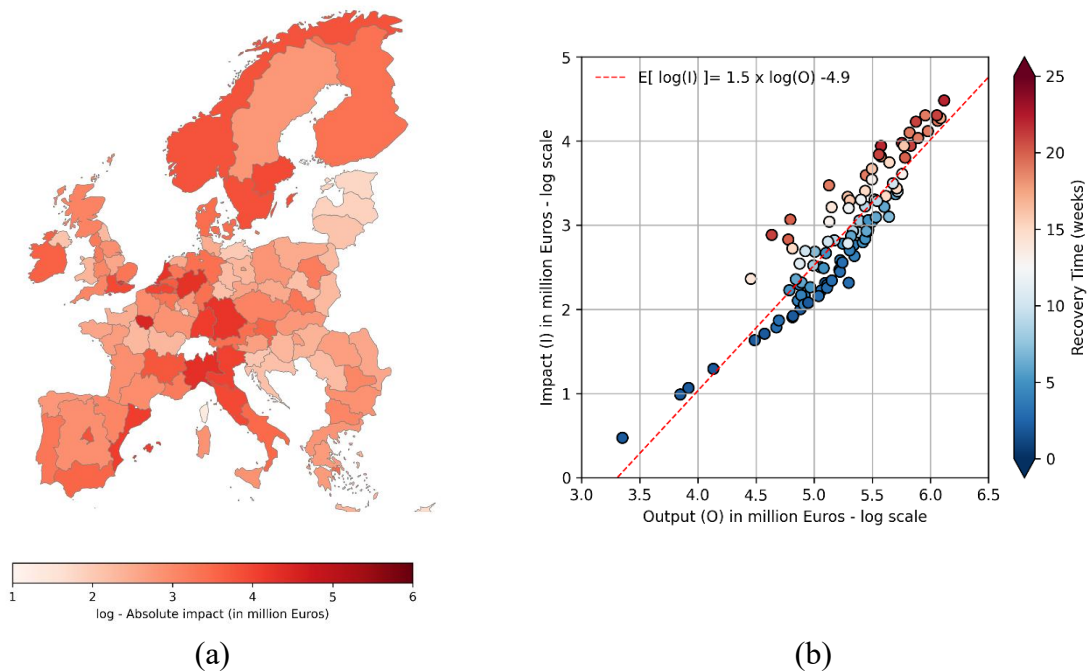 1 2 3 4 5 6
log - Absolute impact (in million Euros)
(a)
5
4
3
2
1
0
Impact (I) in million Euros - log scale
E[ log(I) ]= 1.5 x log(O) -4.9
3.0 3.5 4.0 4.5 5.0 5.5 6.0 6.5
Output (O) in million Euros - log scale
25
20
15
10
5
0
Recovery Time (weeks)
(b)